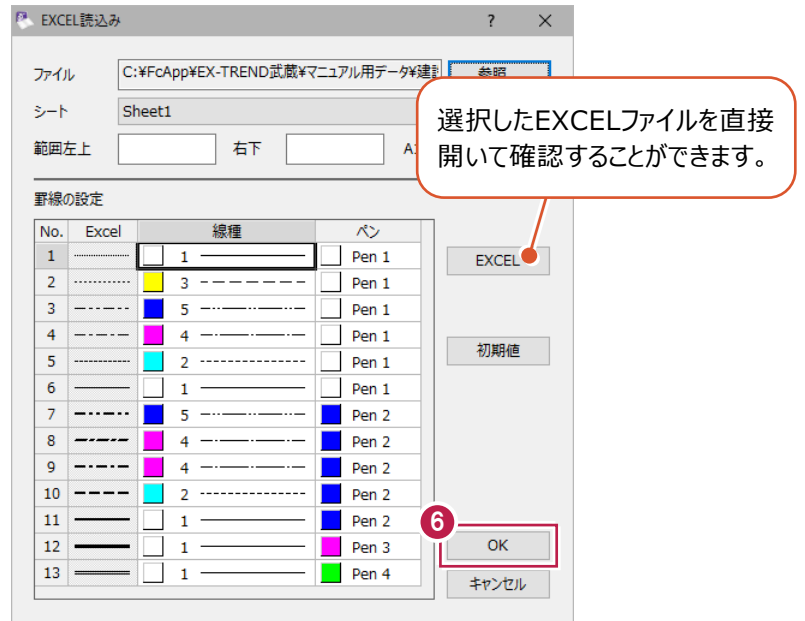 EXCEL読込み ? ×
ファイル C:¥FcApp¥EX-TREND武蔵¥マニュアル用データ¥建設 参照
シート Sheet1
範囲左上 右下
選択したEXCELファイルを直接
開いて確認することができます。
罫線の設定
No. Excel 線種 ペン
1 1 Pen 1
2 3 Pen 1
3 5 Pen 1
4 4 Pen 1
5 2 Pen 1
6 1 Pen 1
7 5 Pen 2
8 4 Pen 2
9 4 Pen 2
10 2 Pen 2
11 1 Pen 2
12 1 Pen 3
13 1 Pen 4
EXCEL
初期値
6
OK
キャンセル